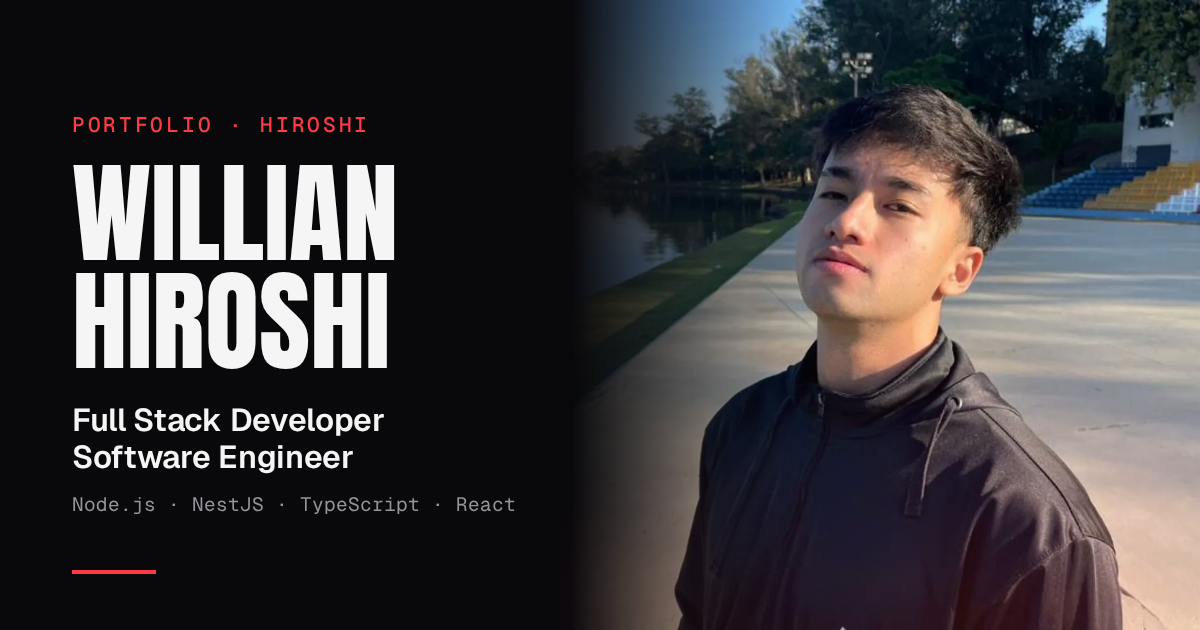 PORTFOLIO · HIROSHI
WILLIAN
HIROSHI
Full Stack Developer
Software Engineer
Node.js · NestJS · TypeScript · React